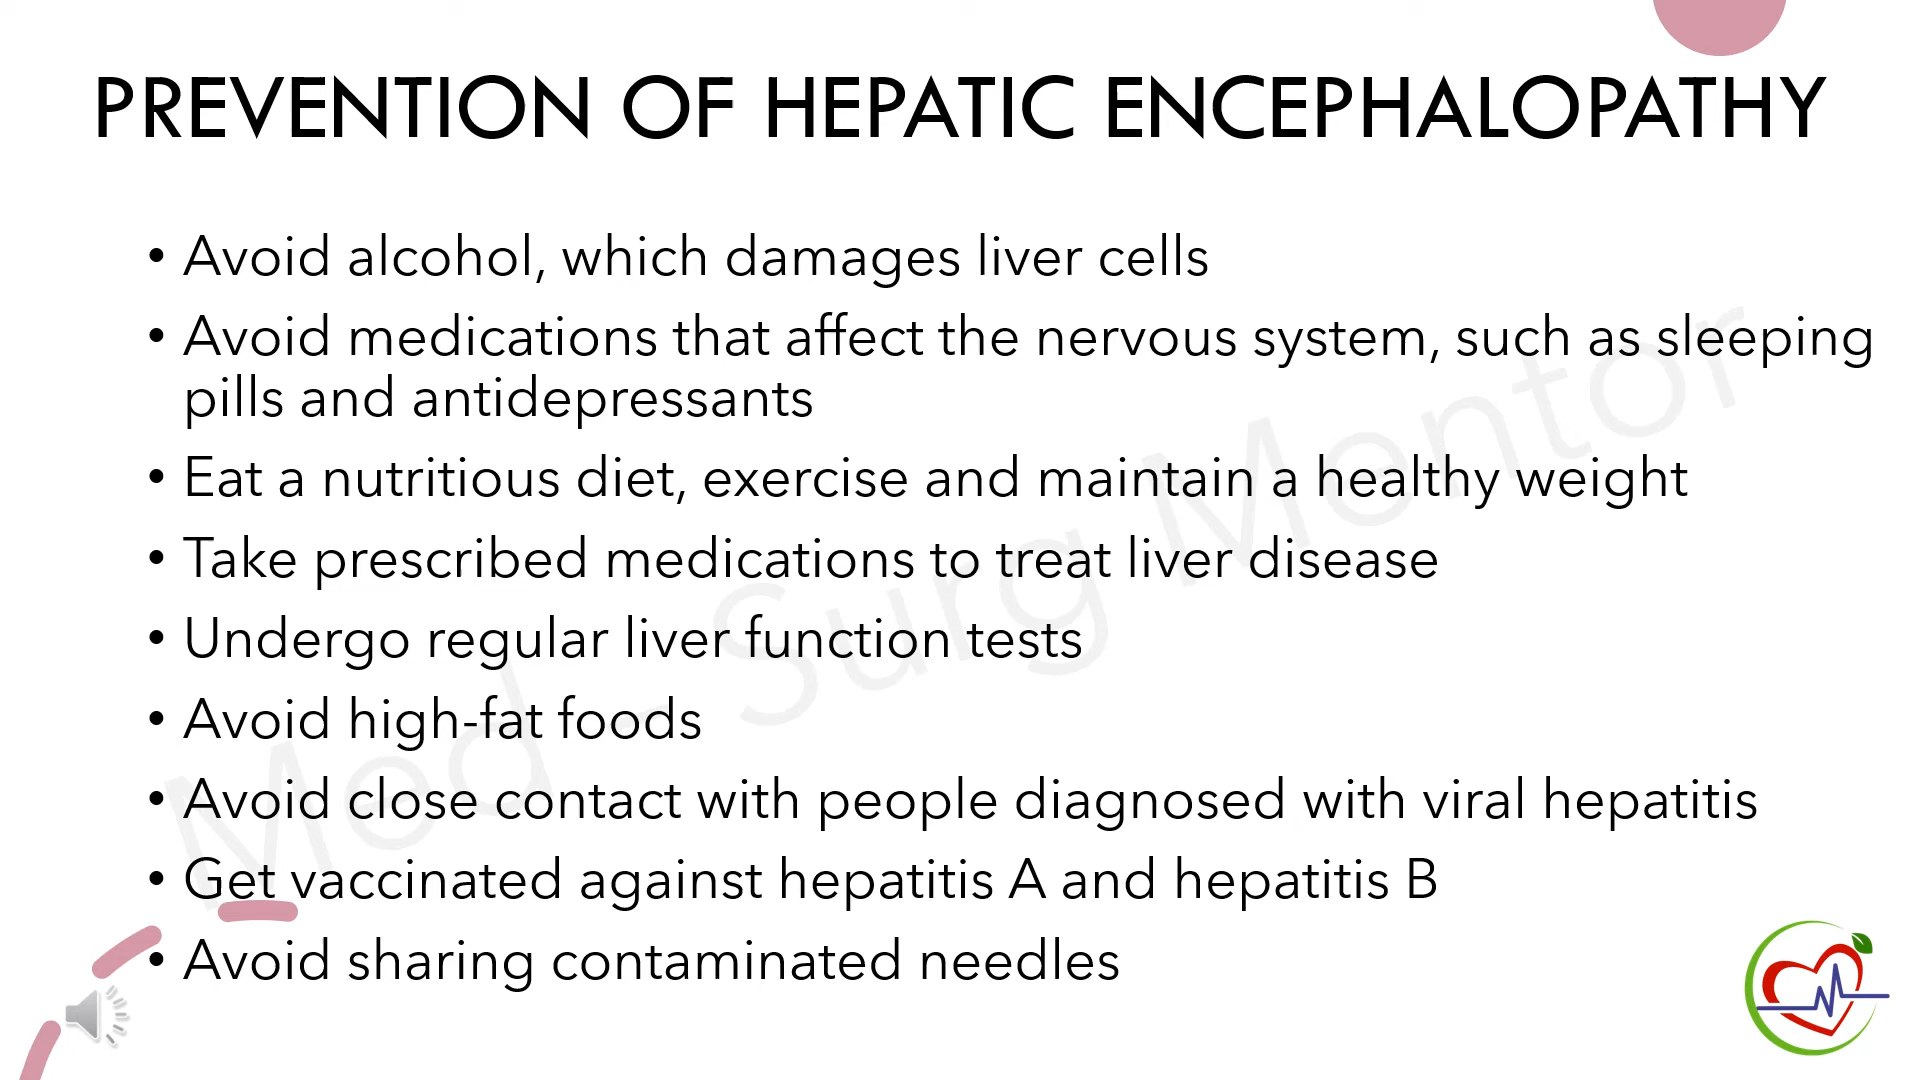 PREVENTION OF HEPATIC ENCEPHALOPATHY
• Avoid alcohol, which damages liver cells
• Avoid medications that affect the nervous system, such as sleeping
pills and antidepressants
• Eat a nutritious diet, exercise and maintain a healthy weight
• Take prescribed medications to treat liver disease
• Undergo regular liver function tests
• Avoid high-fat foods
• Avoid close contact with people diagnosed with viral hepatitis
• Get vaccinated against hepatitis A and hepatitis B
• Avoid sharing contaminated needles
Med - Surg Mentor